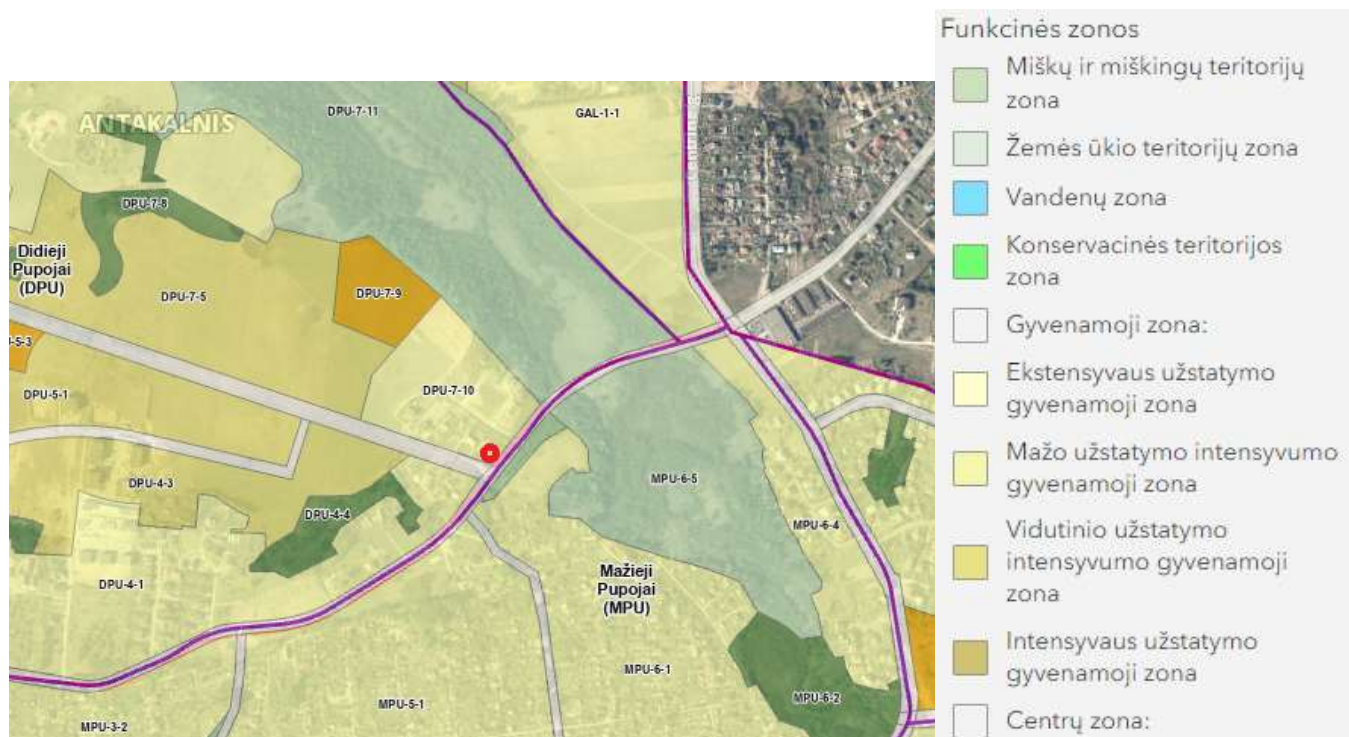 ANTAKALNIS
DPU-7-11
GAL-1-1
DPU-7-8
Didieji
Pupojai
(DPU)
DPU-7-5
DPU-7-9
-5-3
DPU-5-1
DPU-7-10
DPU-4-3
DPU-4-4
MPU-6-5
MPU-6-4
DPU-4-1
Mažieji
Pupojai
(MPU)
MPU-6-1
MPU-6-2
MPU-5-1
MPU-3-2
Funkcinės zonos
Miškų ir miškingų teritorijų
zona
Žemės ūkio teritorijų zona
Vandenų zona
Konservacinės teritorijos
zona
Gyvenamoji zona:
Ekstensyvaus užstatymo
gyvenamoji zona
Mažo užstatymo intensyvumo
gyvenamoji zona
Vidutinio užstatymo
intensyvumo gyvenamoji
zona
Intensyvaus užstatymo
gyvenamoji zona
Centrų zona: